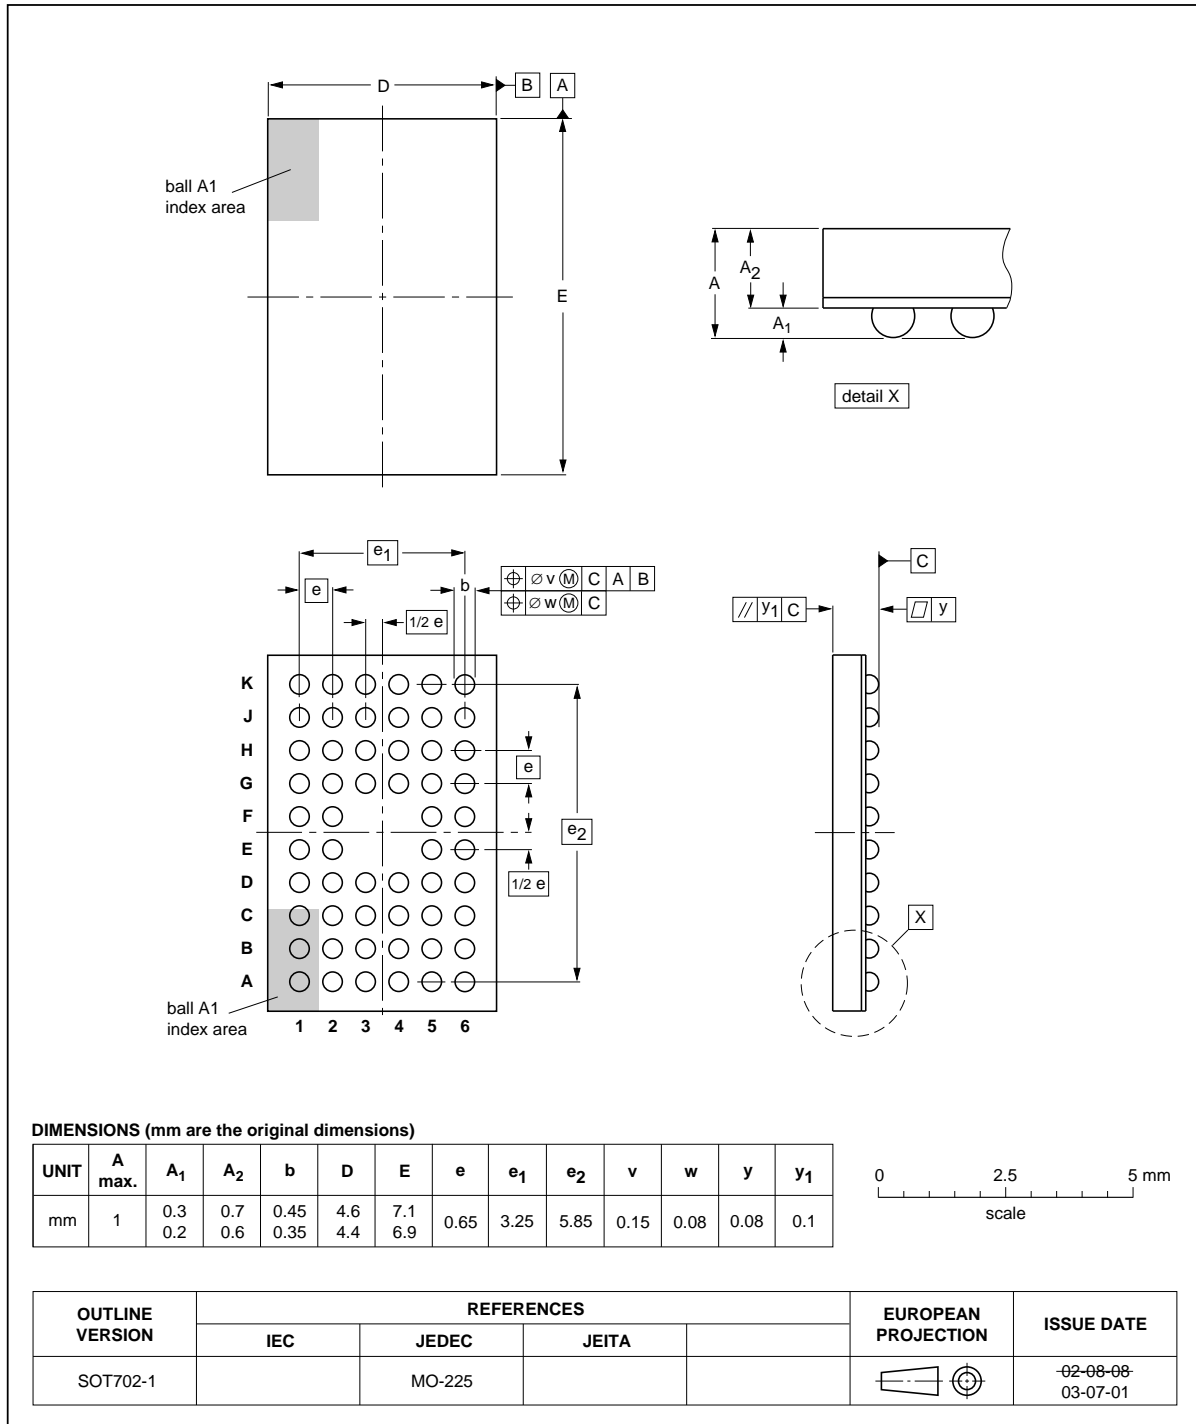 D
B A
ball A1
index area
E
A
A2
A1
detail X
e1
e
b
⌖ ⌀ v Ⓜ C A B
⌖ ⌀ w Ⓜ C
1/2 e
C
// y1 C
▱ y
K
J
H
G
F
E
D
C
B
A
e
e2
1/2 e
X
ball A1
index area
1 2 3 4 5 6
DIMENSIONS (mm are the original dimensions)
UNIT A max. A1 A2 b D E e e1 e2 v w y y1
mm 1 0.3 0.2 0.7 0.6 0.45 0.35 4.6 4.4 7.1 6.9 0.65 3.25 5.85 0.15 0.08 0.08 0.1
0 2.5 5 mm
scale
OUTLINE VERSION REFERENCES EUROPEAN PROJECTION ISSUE DATE
IEC JEDEC JEITA
SOT702-1 MO-225 02-08-08
03-07-01